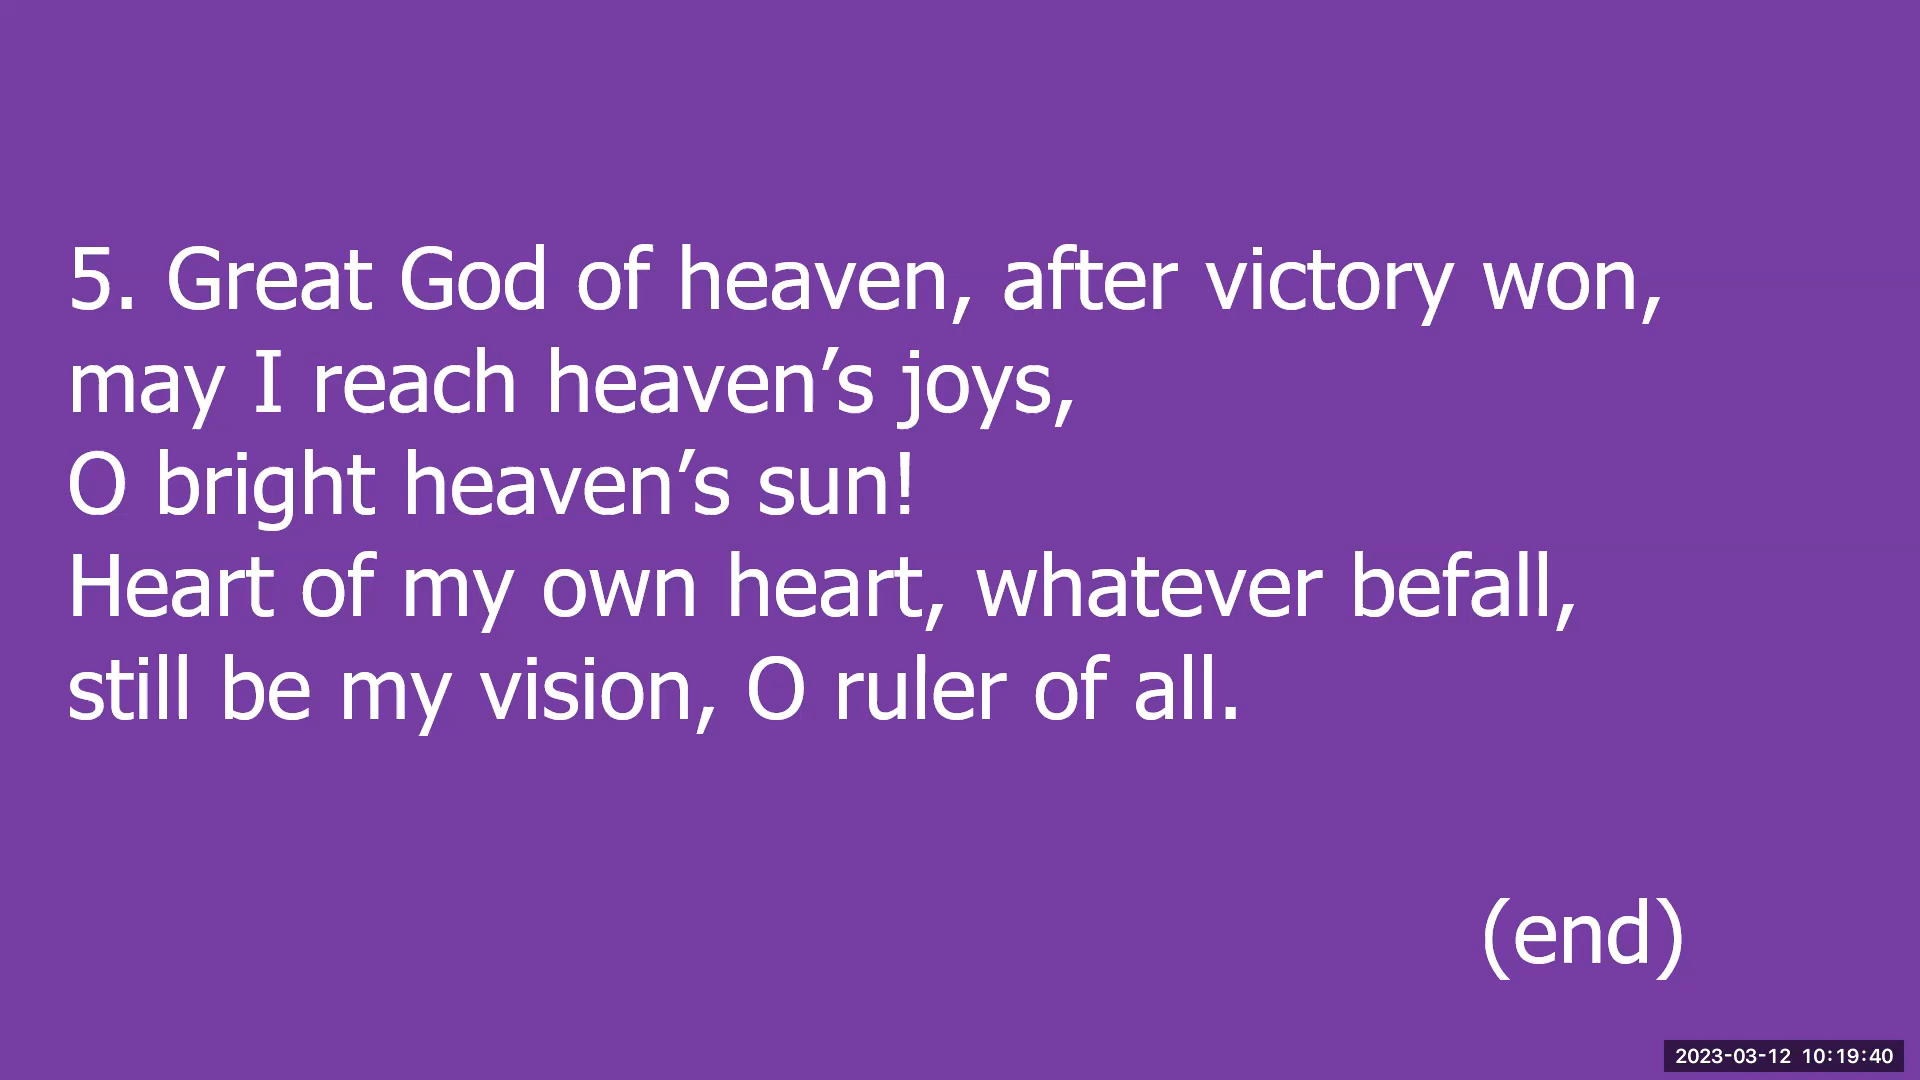 5. Great God of heaven, after victory won,
may I reach heaven’s joys,
O bright heaven’s sun!
Heart of my own heart, whatever befall,
still be my vision, O ruler of all.
(end)
2023-03-12 10:19:40